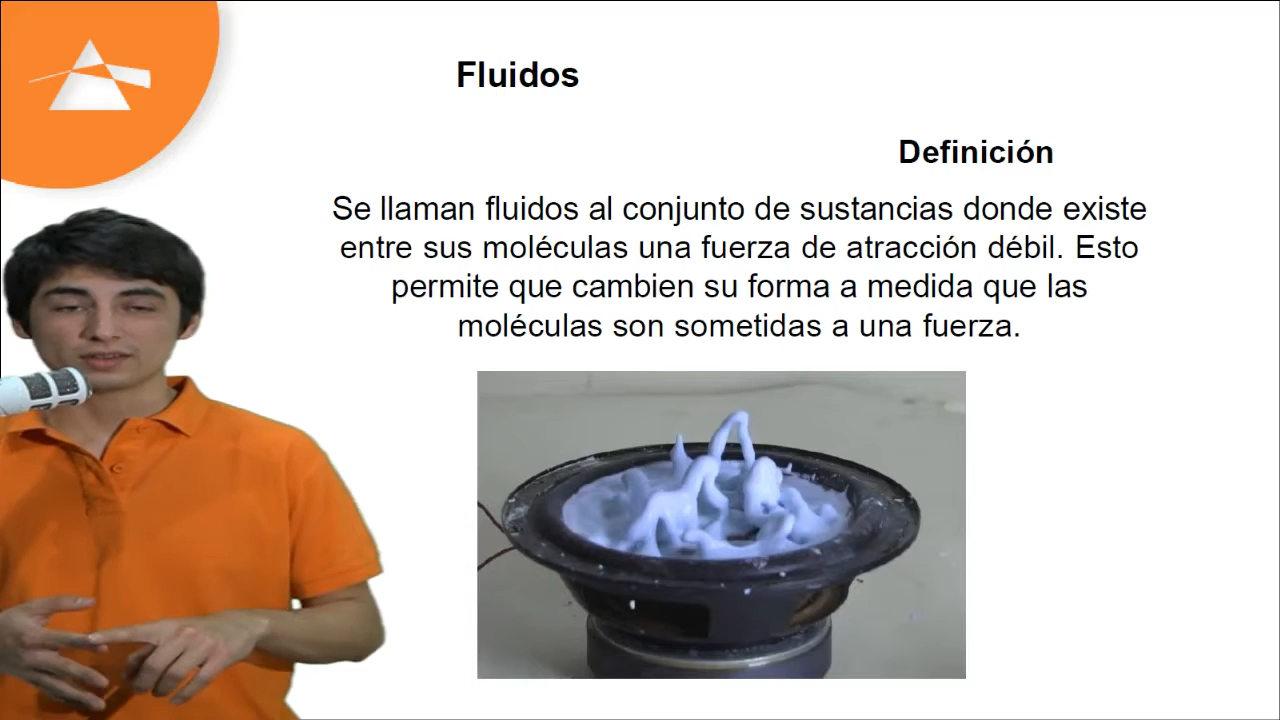 Fluidos
Definición
Se llaman fluidos al conjunto de sustancias donde existe
entre sus moléculas una fuerza de atracción débil. Esto
permite que cambien su forma a medida que las
moléculas son sometidas a una fuerza.